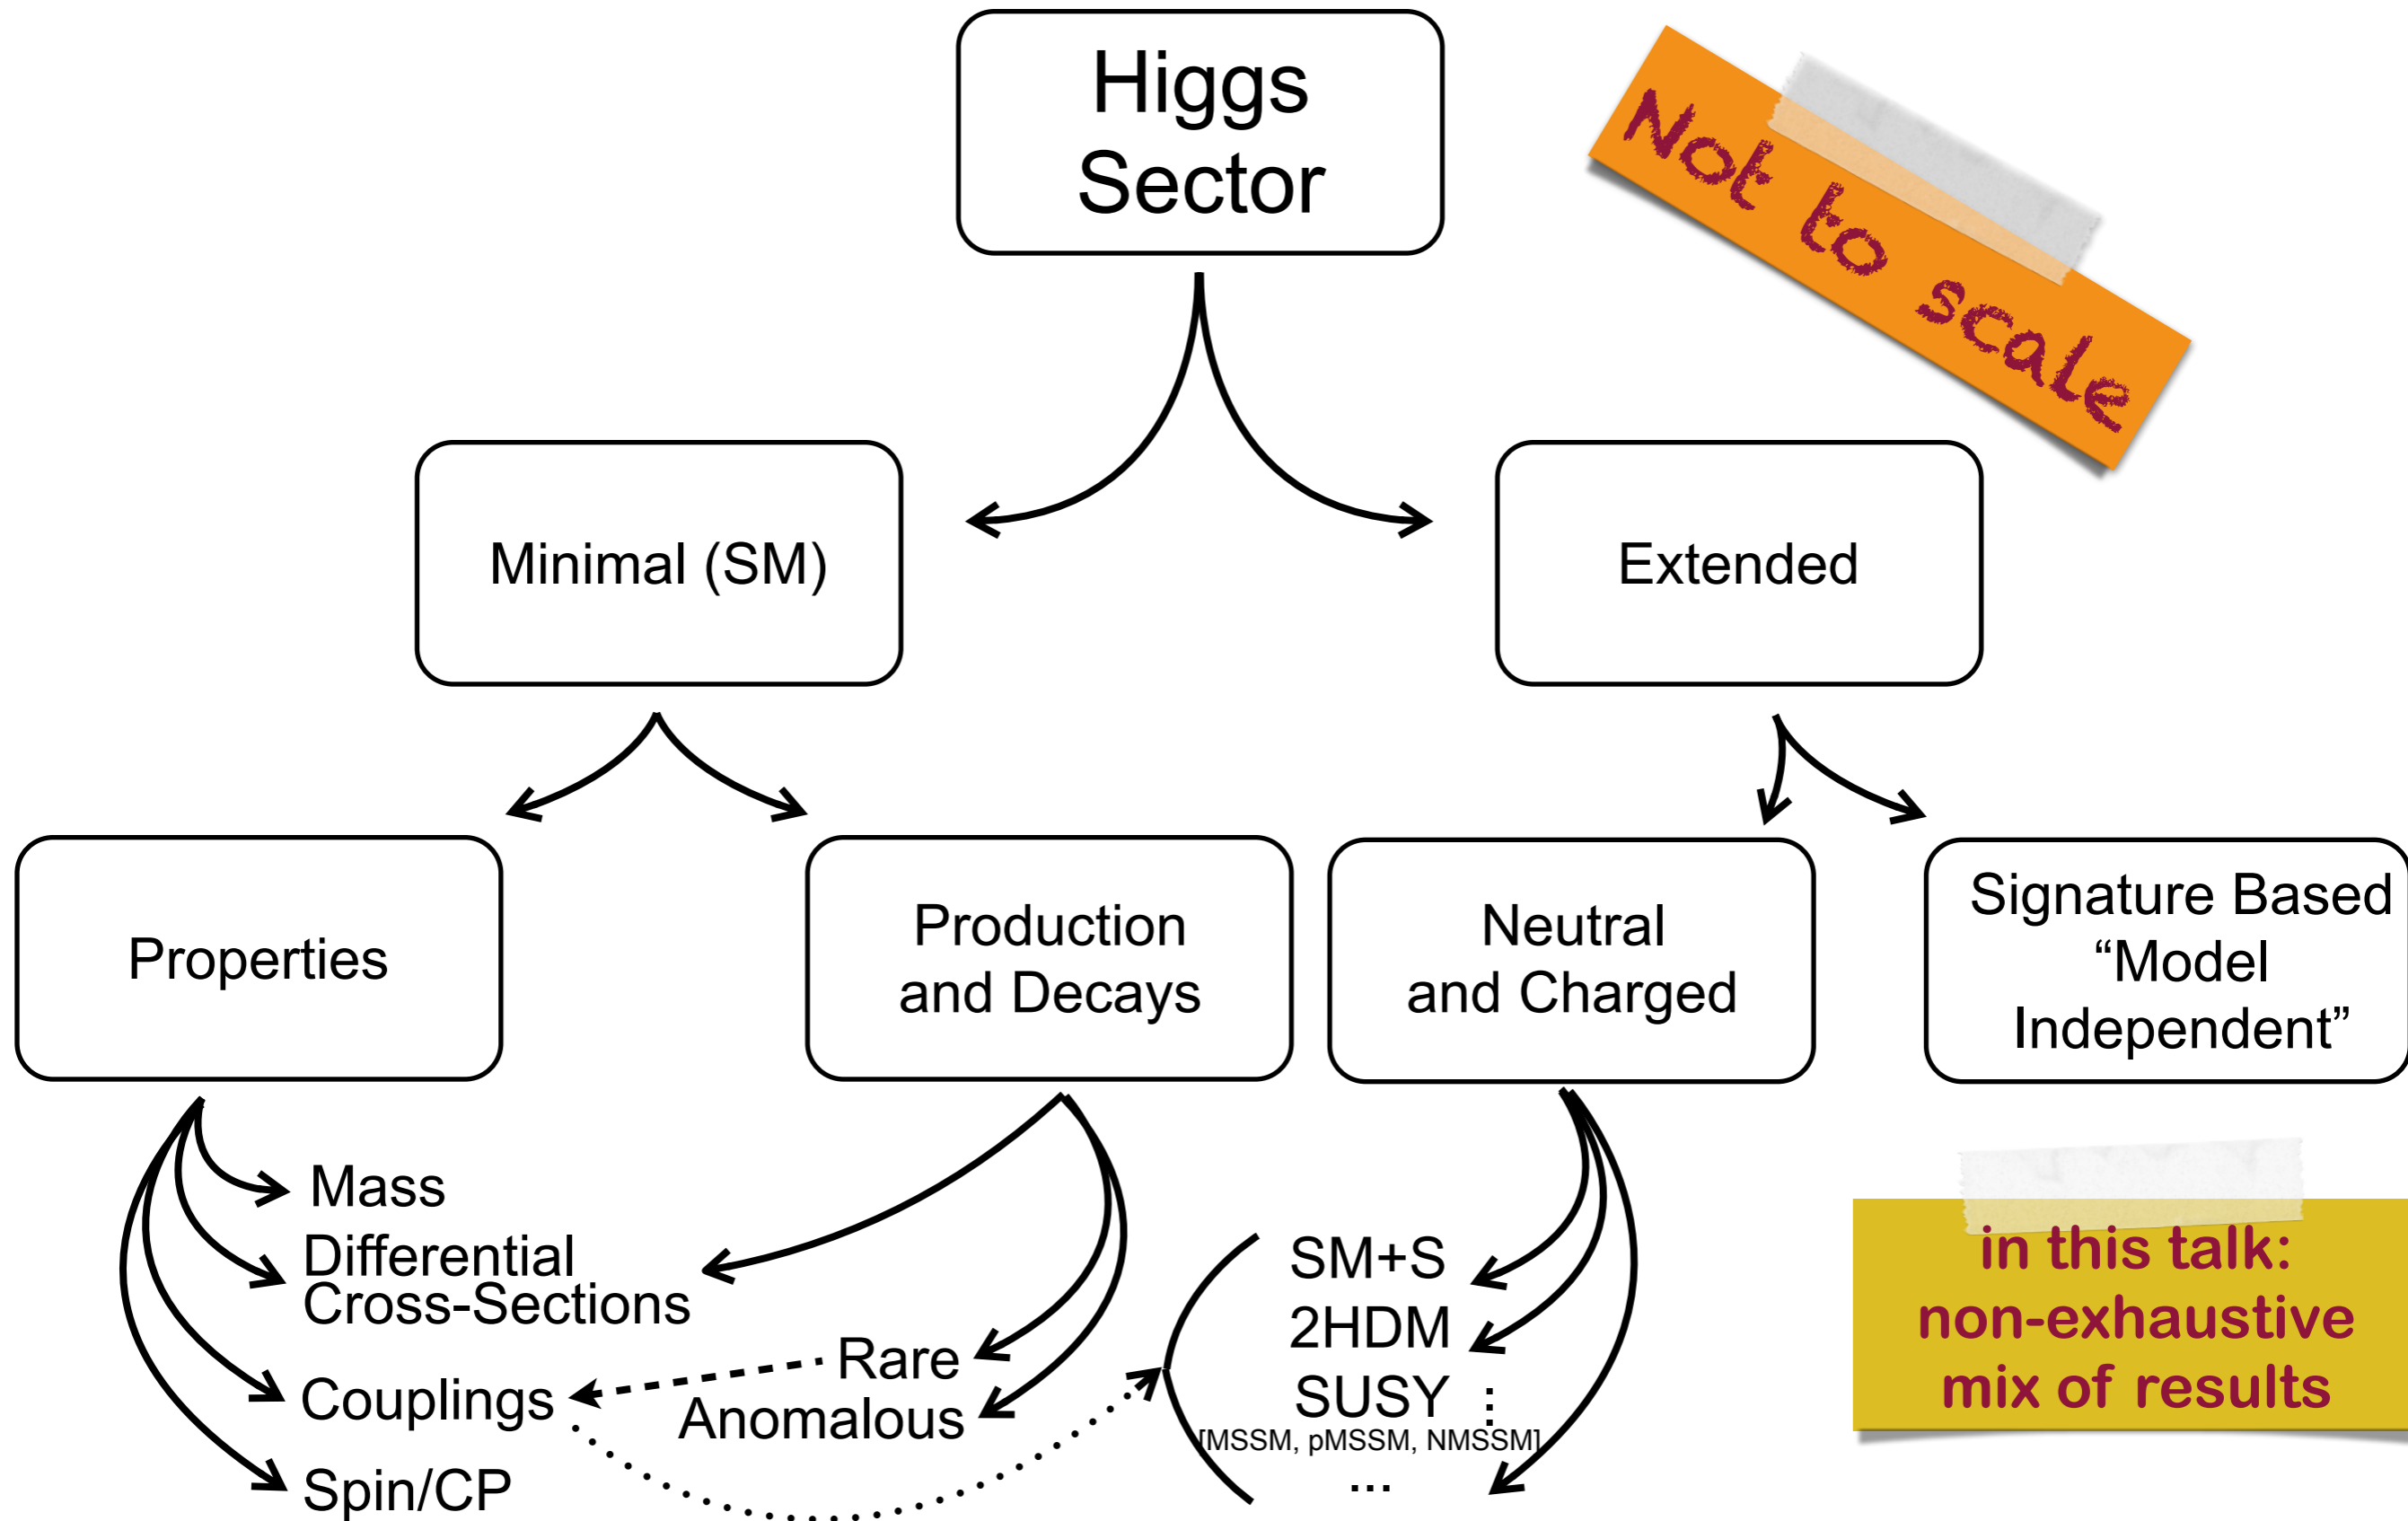 Higgs
Sector
Not to scale
Minimal (SM)
Extended
Properties
Production
and Decays
Neutral
and Charged
Signature Based
“Model
Independent”
Mass
Differential
Cross-Sections
Couplings
Spin/CP
Rare
Anomalous
SM+S
2HDM
SUSY
[MSSM, pMSSM, NMSSM]
...
in this talk:
non-exhaustive
mix of results